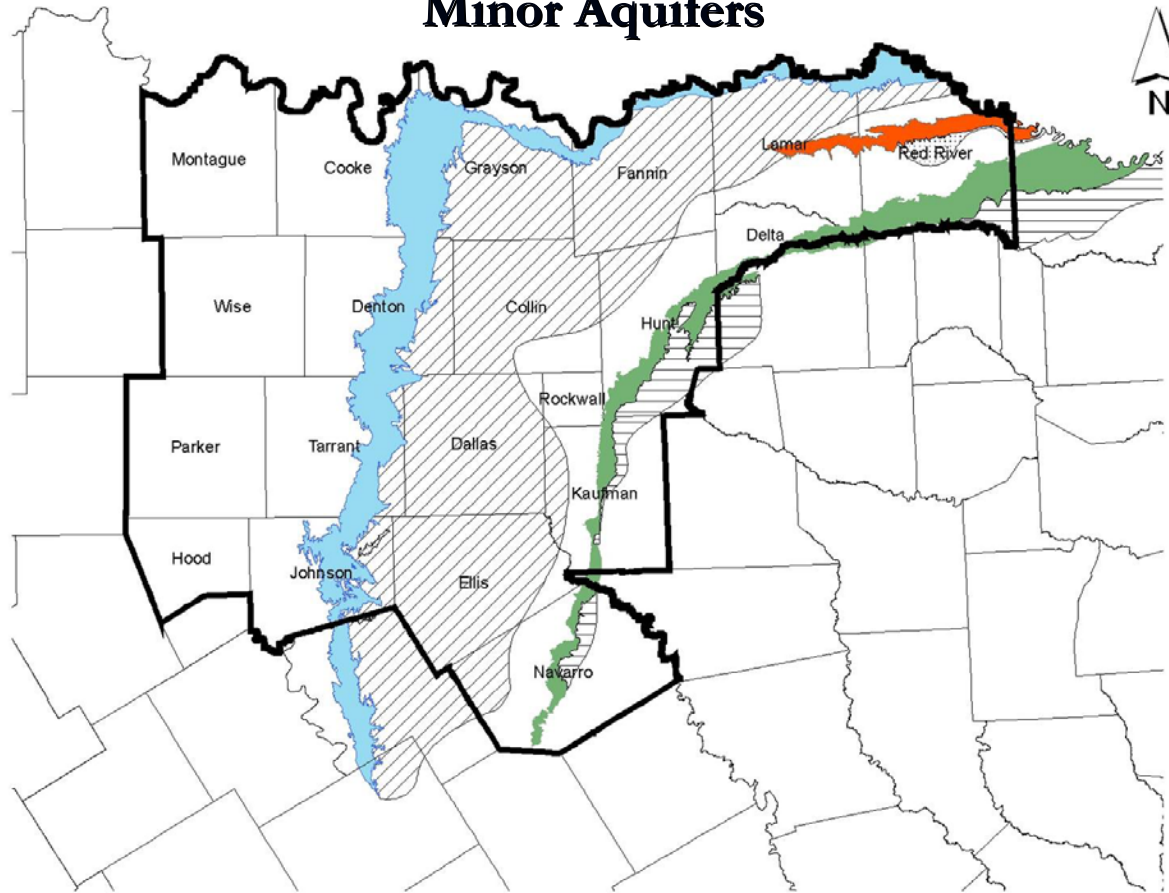 Minor Aquifers
N
Montague
Cooke
Grayson
Fannin
Lamar
Red River
Delta
Wise
Denton
Collin
Hunt
Rockwall
Parker
Tarrant
Dallas
Kaufman
Hood
Johnson
Ellis
Navarro